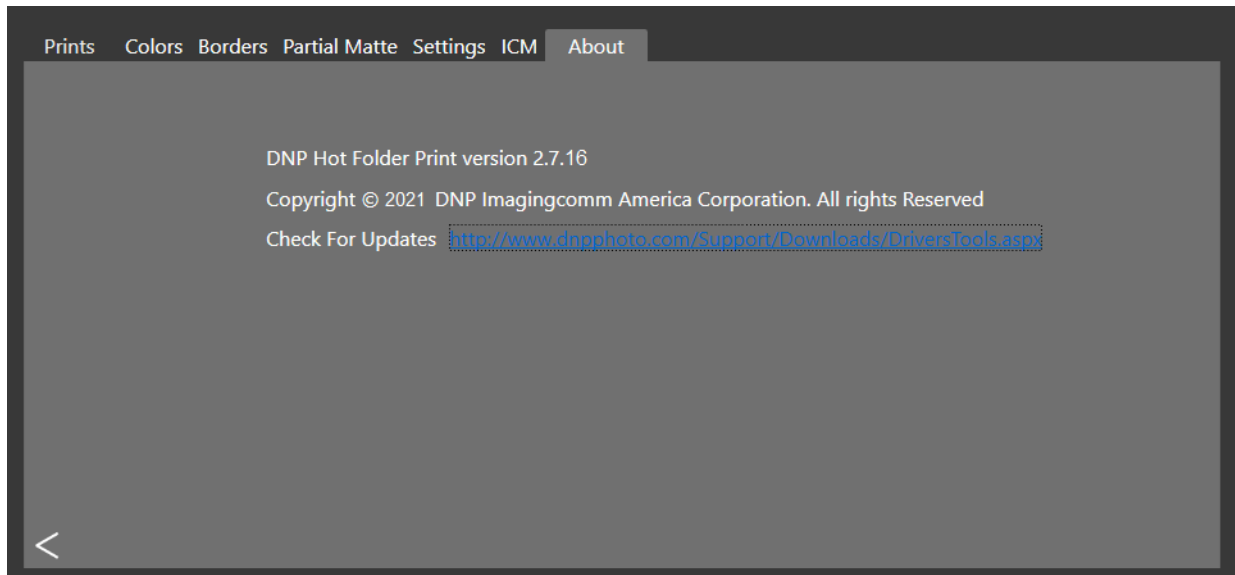 Prints Colors Borders Partial Matte Settings ICM About
DNP Hot Folder Print version 2.7.16
Copyright © 2021 DNP Imagingcomm America Corporation. All rights Reserved
Check For Updates http://www.dnpphoto.com/Support/Downloads/DriversTools.aspx
<